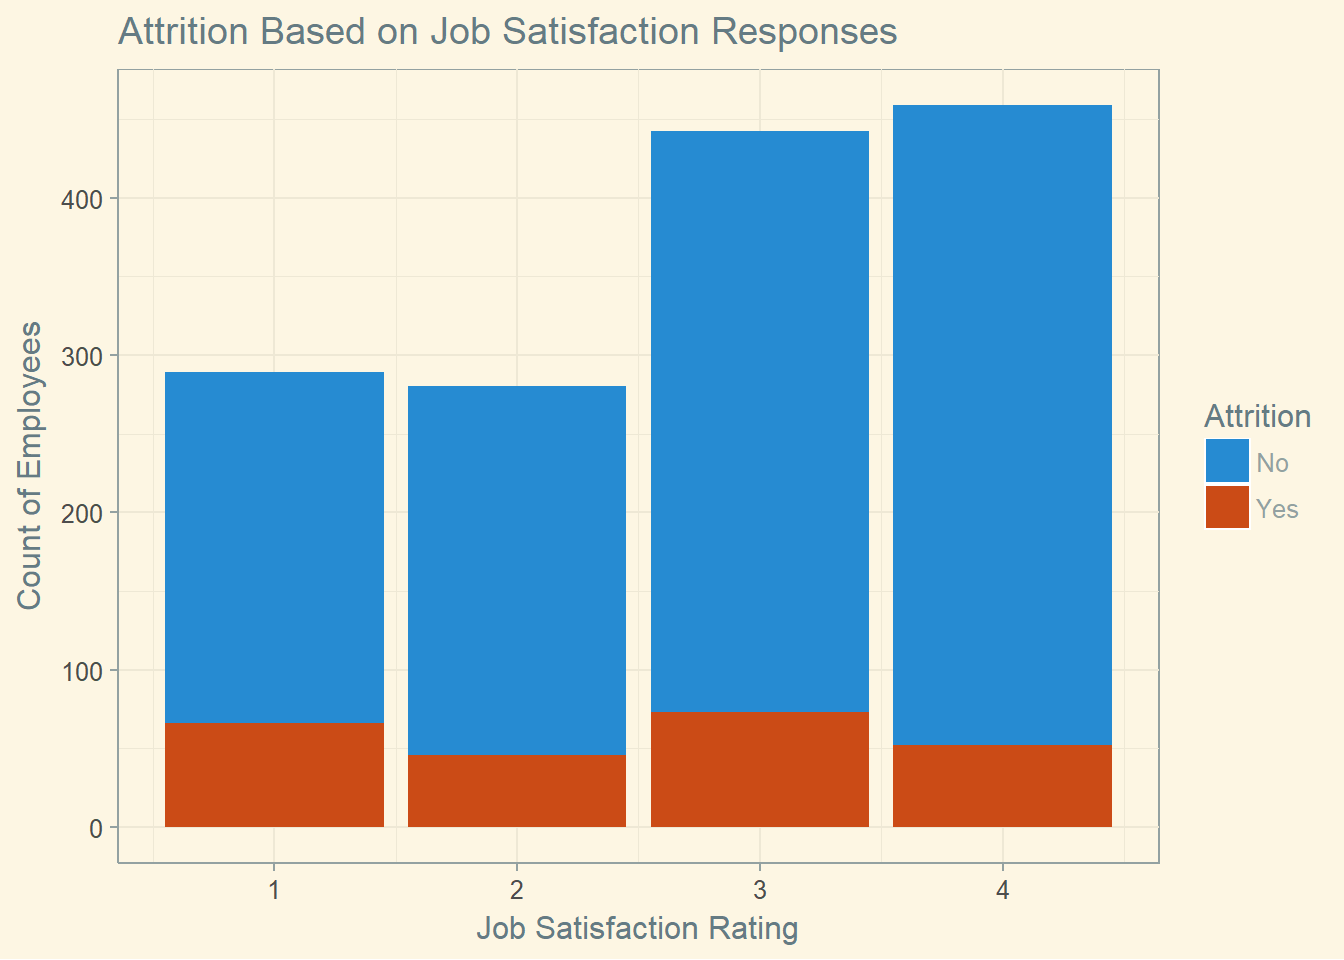 Attrition Based on Job Satisfaction Responses
Count of Employees
400
300
200
100
0
1 2 3 4
Job Satisfaction Rating
Attrition
No
Yes